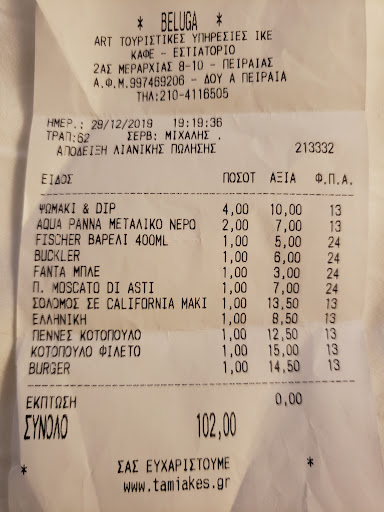 * BELUGA *
ART ΤΟΥΡΙΣΤΙΚΕΣ ΥΠΗΡΕΣΙΕΣ ΙΚΕ
ΚΑΦΕ - ΕΣΤΙΑΤΟΡΙΟ
2ΑΣ ΜΕΡΑΡΧΙΑΣ 8-10 - ΠΕΙΡΑΙΑΣ
Α.Φ.Μ.997469206 - ΔΟΥ Α ΠΕΙΡΑΙΑ
ΤΗΛ:210-4116505
ΗΜΕΡ.: 29/12/2019 19:19:36
ΤΡΑΠ:62 ΣΕΡΒ: ΜΙΧΑΛΗΣ .
ΑΠΟΔΕΙΞΗ ΛΙΑΝΙΚΗΣ ΠΩΛΗΣΗΣ 213332
ΕΙΔΟΣ ΠΟΣΟΤ ΑΞΙΑ Φ.Π.Α.
ΨΩΜΑΚΙ & DIP 4,00 10,00 13
AQUA PANNA ΜΕΤΑΛΙΚΟ ΝΕΡΟ 2,00 7,00 13
FISCHER ΒΑΡΕΛΙ 400ML 1,00 5,00 24
BUCKLER 1,00 6,00 24
FANTA ΜΠΛΕ 1,00 3,00 24
Π. MOSCATO DI ASTI 1,00 7,00 24
ΣΟΛΟΜΟΣ ΣΕ CALIFORNIA MAKI 1,00 13,50 13
ΕΛΛΗΝΙΚΗ 1,00 8,50 13
ΠΕΝΝΕΣ ΚΟΤΟΠΟΥΛΟ 1,00 12,50 13
ΚΟΤΟΠΟΥΛΟ ΦΙΛΕΤΟ 1,00 15,00 13
BURGER 1,00 14,50 13
ΕΚΠΤΩΣΗ 0,00
ΣΥΝΟΛΟ 102,00
* ΣΑΣ ΕΥΧΑΡΙΣΤΟΥΜΕ *
www.tamiakes.gr